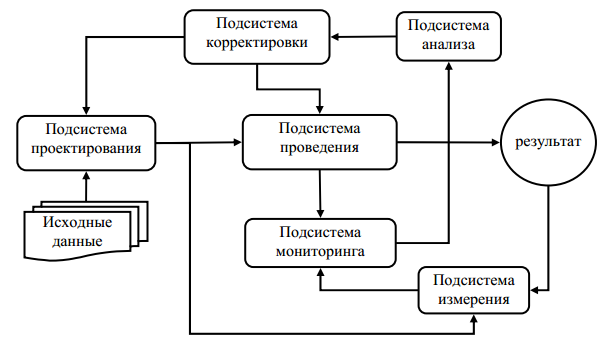 Подсистема
корректировки
Подсистема
анализа
Подсистема
проектирования
Подсистема
проведения
результат
Исходные
данные
Подсистема
мониторинга
Подсистема
измерения